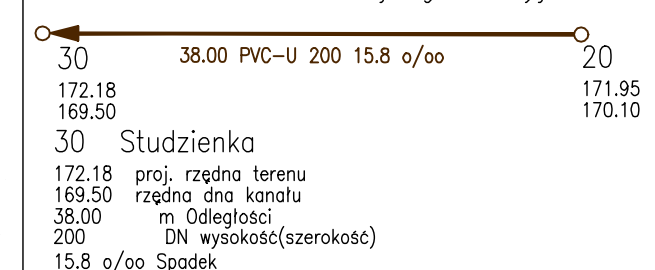 38.00 PVC-U 200 15.8 o/oo
30 20
172.18 171.95
169.50 170.10
30 Studzienka
172.18 proj. rzędna terenu
169.50 rzędna dna kanału
38.00 m Odległości
200 DN wysokość(szerokość)
15.8 o/oo Spadek